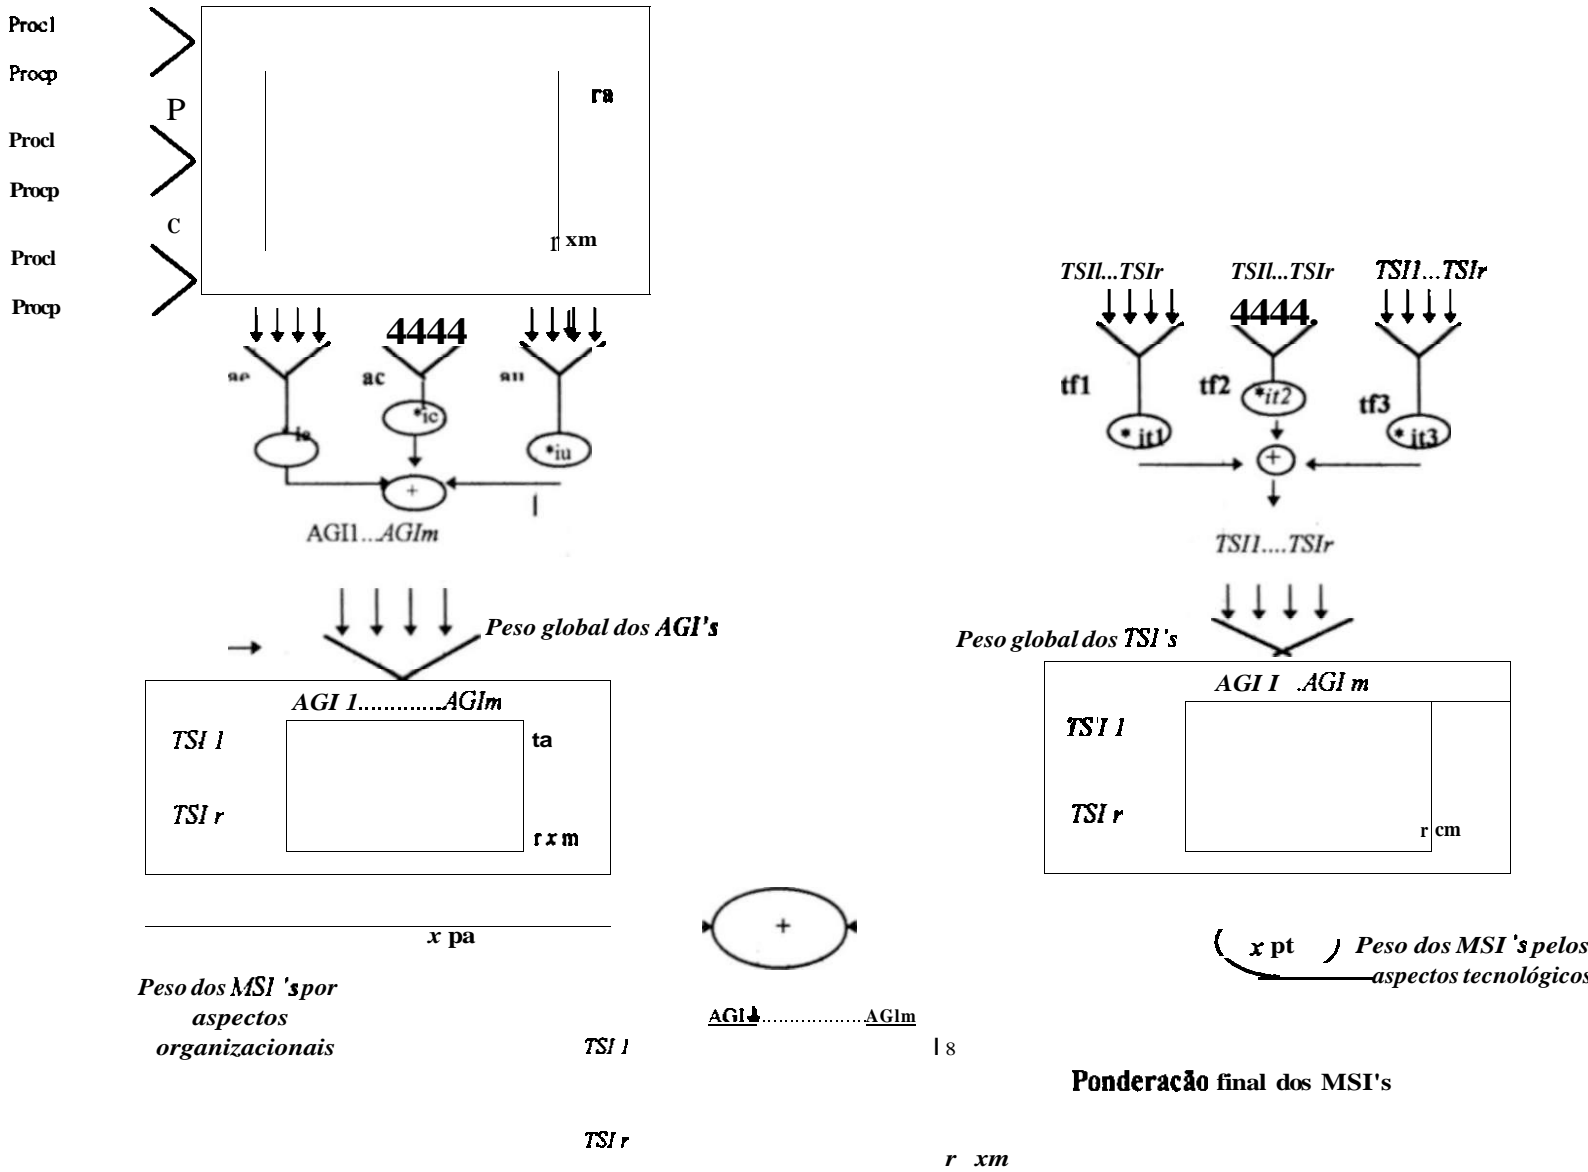 Proc1
Procp
P
ra
Procl
Procp
c
r xm
Procl
Procp
4444
ac
*ic
*iu
+
AGI1...AGIm
TSIl...TSIr TSIl...TSIr TSI1...TSIr
4444.
tf1 tf2 tf3
*it2
* it1 * it3
+
TSI1....TSIr
Peso global dos AGI's
Peso global dos TSI's
AGI 1.............AGIm
TSI 1 ta
TSI r
r x m
AGI I .AGI m
TSI 1
TSI r
r cm
x pa
+
x pt
Peso dos MSI 's pelos
aspectos tecnológicos
Peso dos MSI 's por
aspectos
organizacionais
AGI ...................AGIm
TSI 1 8
Ponderação final dos MSI's
TSI r
r xm